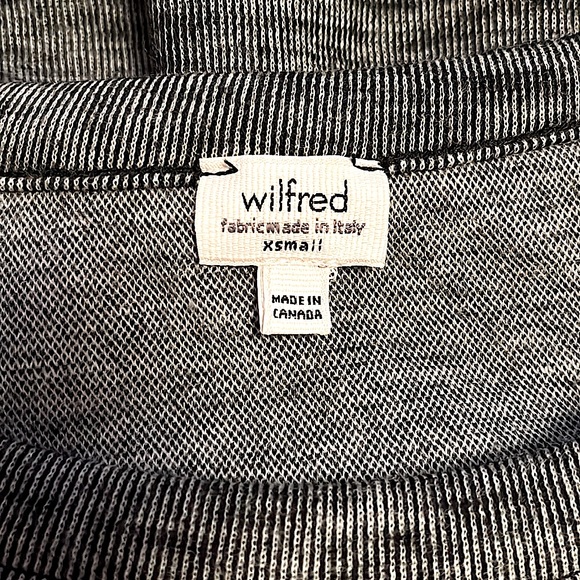 wilfred
fabric made in Italy
xsmall
MADE IN
CANADA